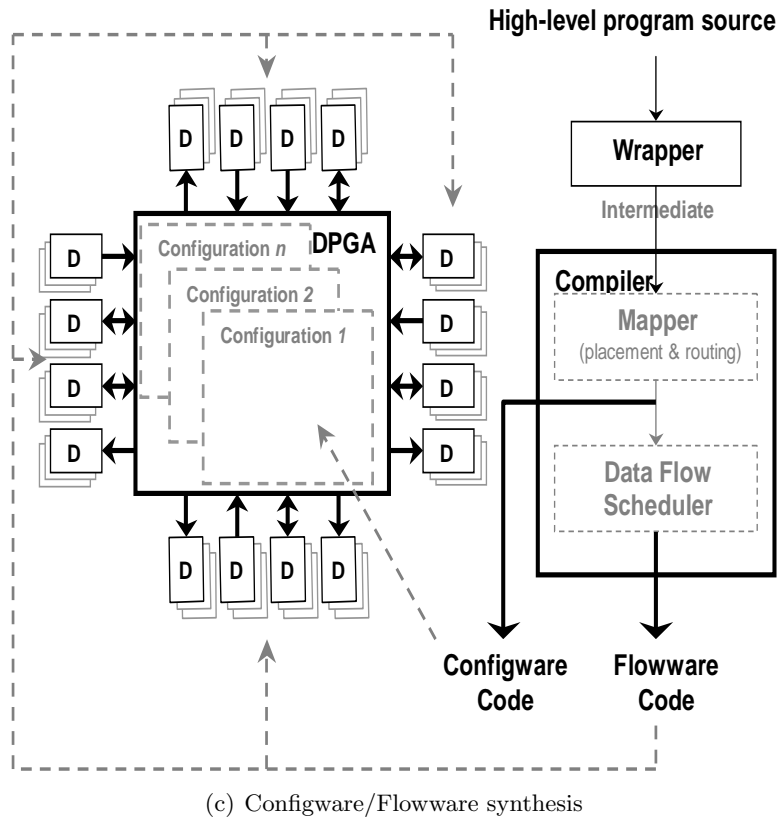 High-level program source
D D D D
Wrapper
Intermediate
DPGA
Configuration n
D
D
Compiler
Configuration 2
D
D
Mapper
Configuration 1
(placement & routing)
D
D
D
D
Data Flow
Scheduler
D D D D
Configware
Code
Flowware
Code
(c) Configware/Flowware synthesis